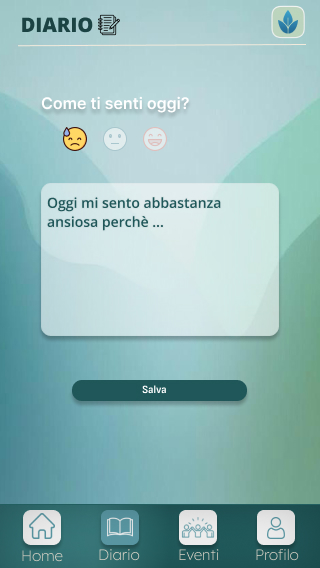 DIARIO
Come ti senti oggi?
Oggi mi sento abbastanza
ansiosa perchè ...
Salva
Home
Diario
Eventi
Profilo